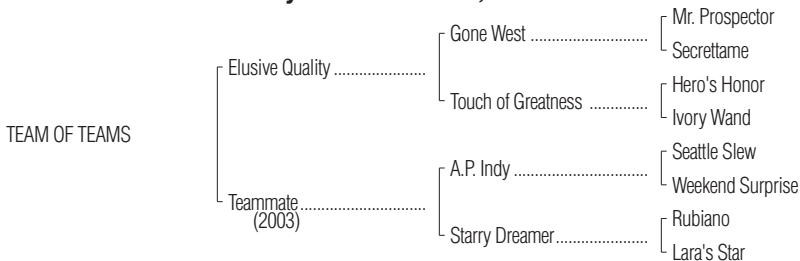 Mr. Prospector
Gone West ....................
Secrettame
Elusive Quality ......................
Hero's Honor
Touch of Greatness ..............
Ivory Wand
TEAM OF TEAMS
Seattle Slew
A.P. Indy ...........................
Weekend Surprise
Teammate ..............................
(2003)
Rubiano
Starry Dreamer......................
Lara's Star